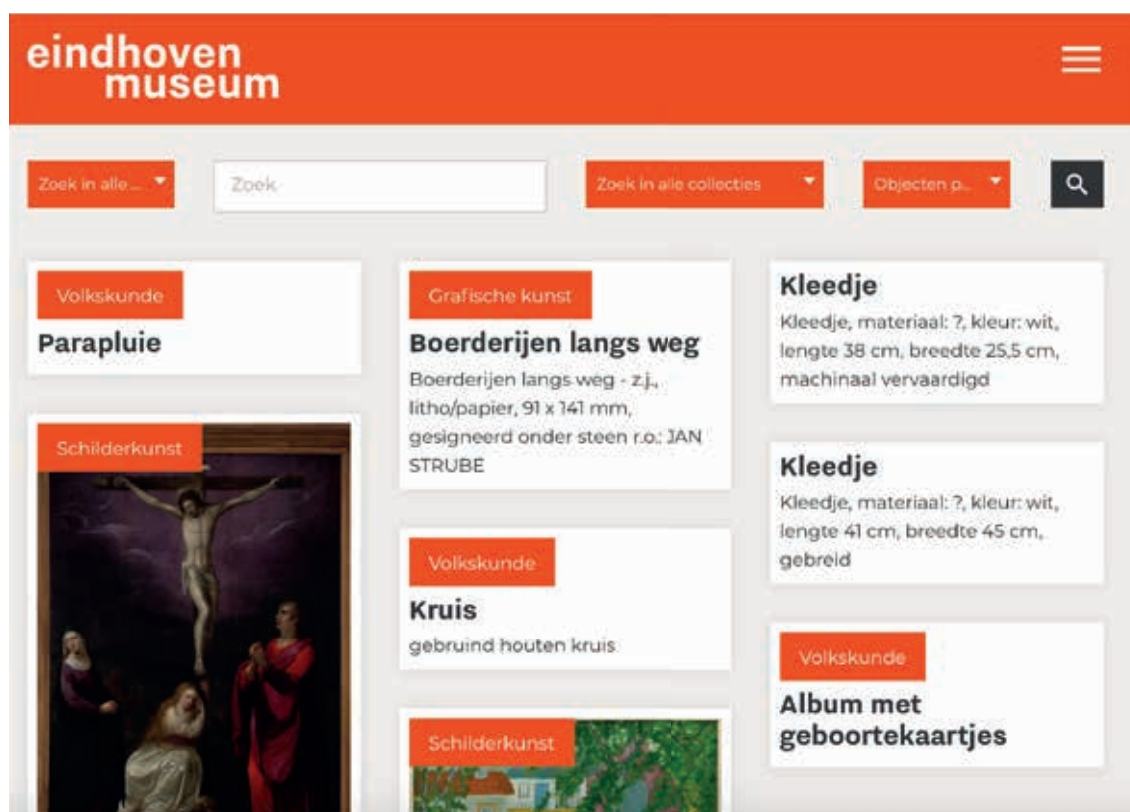 eindhoven
museum
Zoek in alle ...
Zoek
Zoek in alle collecties
Objecten p...
Volkskunde
Parapluie
Schilderkunst
Grafische kunst
Boerderijen langs weg
Boerderijen langs weg - z.j.,
litho/papier, 91 x 141 mm,
gesigneerd onder steen r.o.: JAN
STRUBE
Volkskunde
Kruis
gebruind houten kruis
Schilderkunst
Kleedje
Kleedje, materiaal: ?, kleur: wit,
lengte 38 cm, breedte 25,5 cm,
machinaal vervaardigd
Kleedje
Kleedje, materiaal: ?, kleur: wit,
lengte 41 cm, breedte 45 cm,
gebreid
Volkskunde
Album met
geboortekaartjes